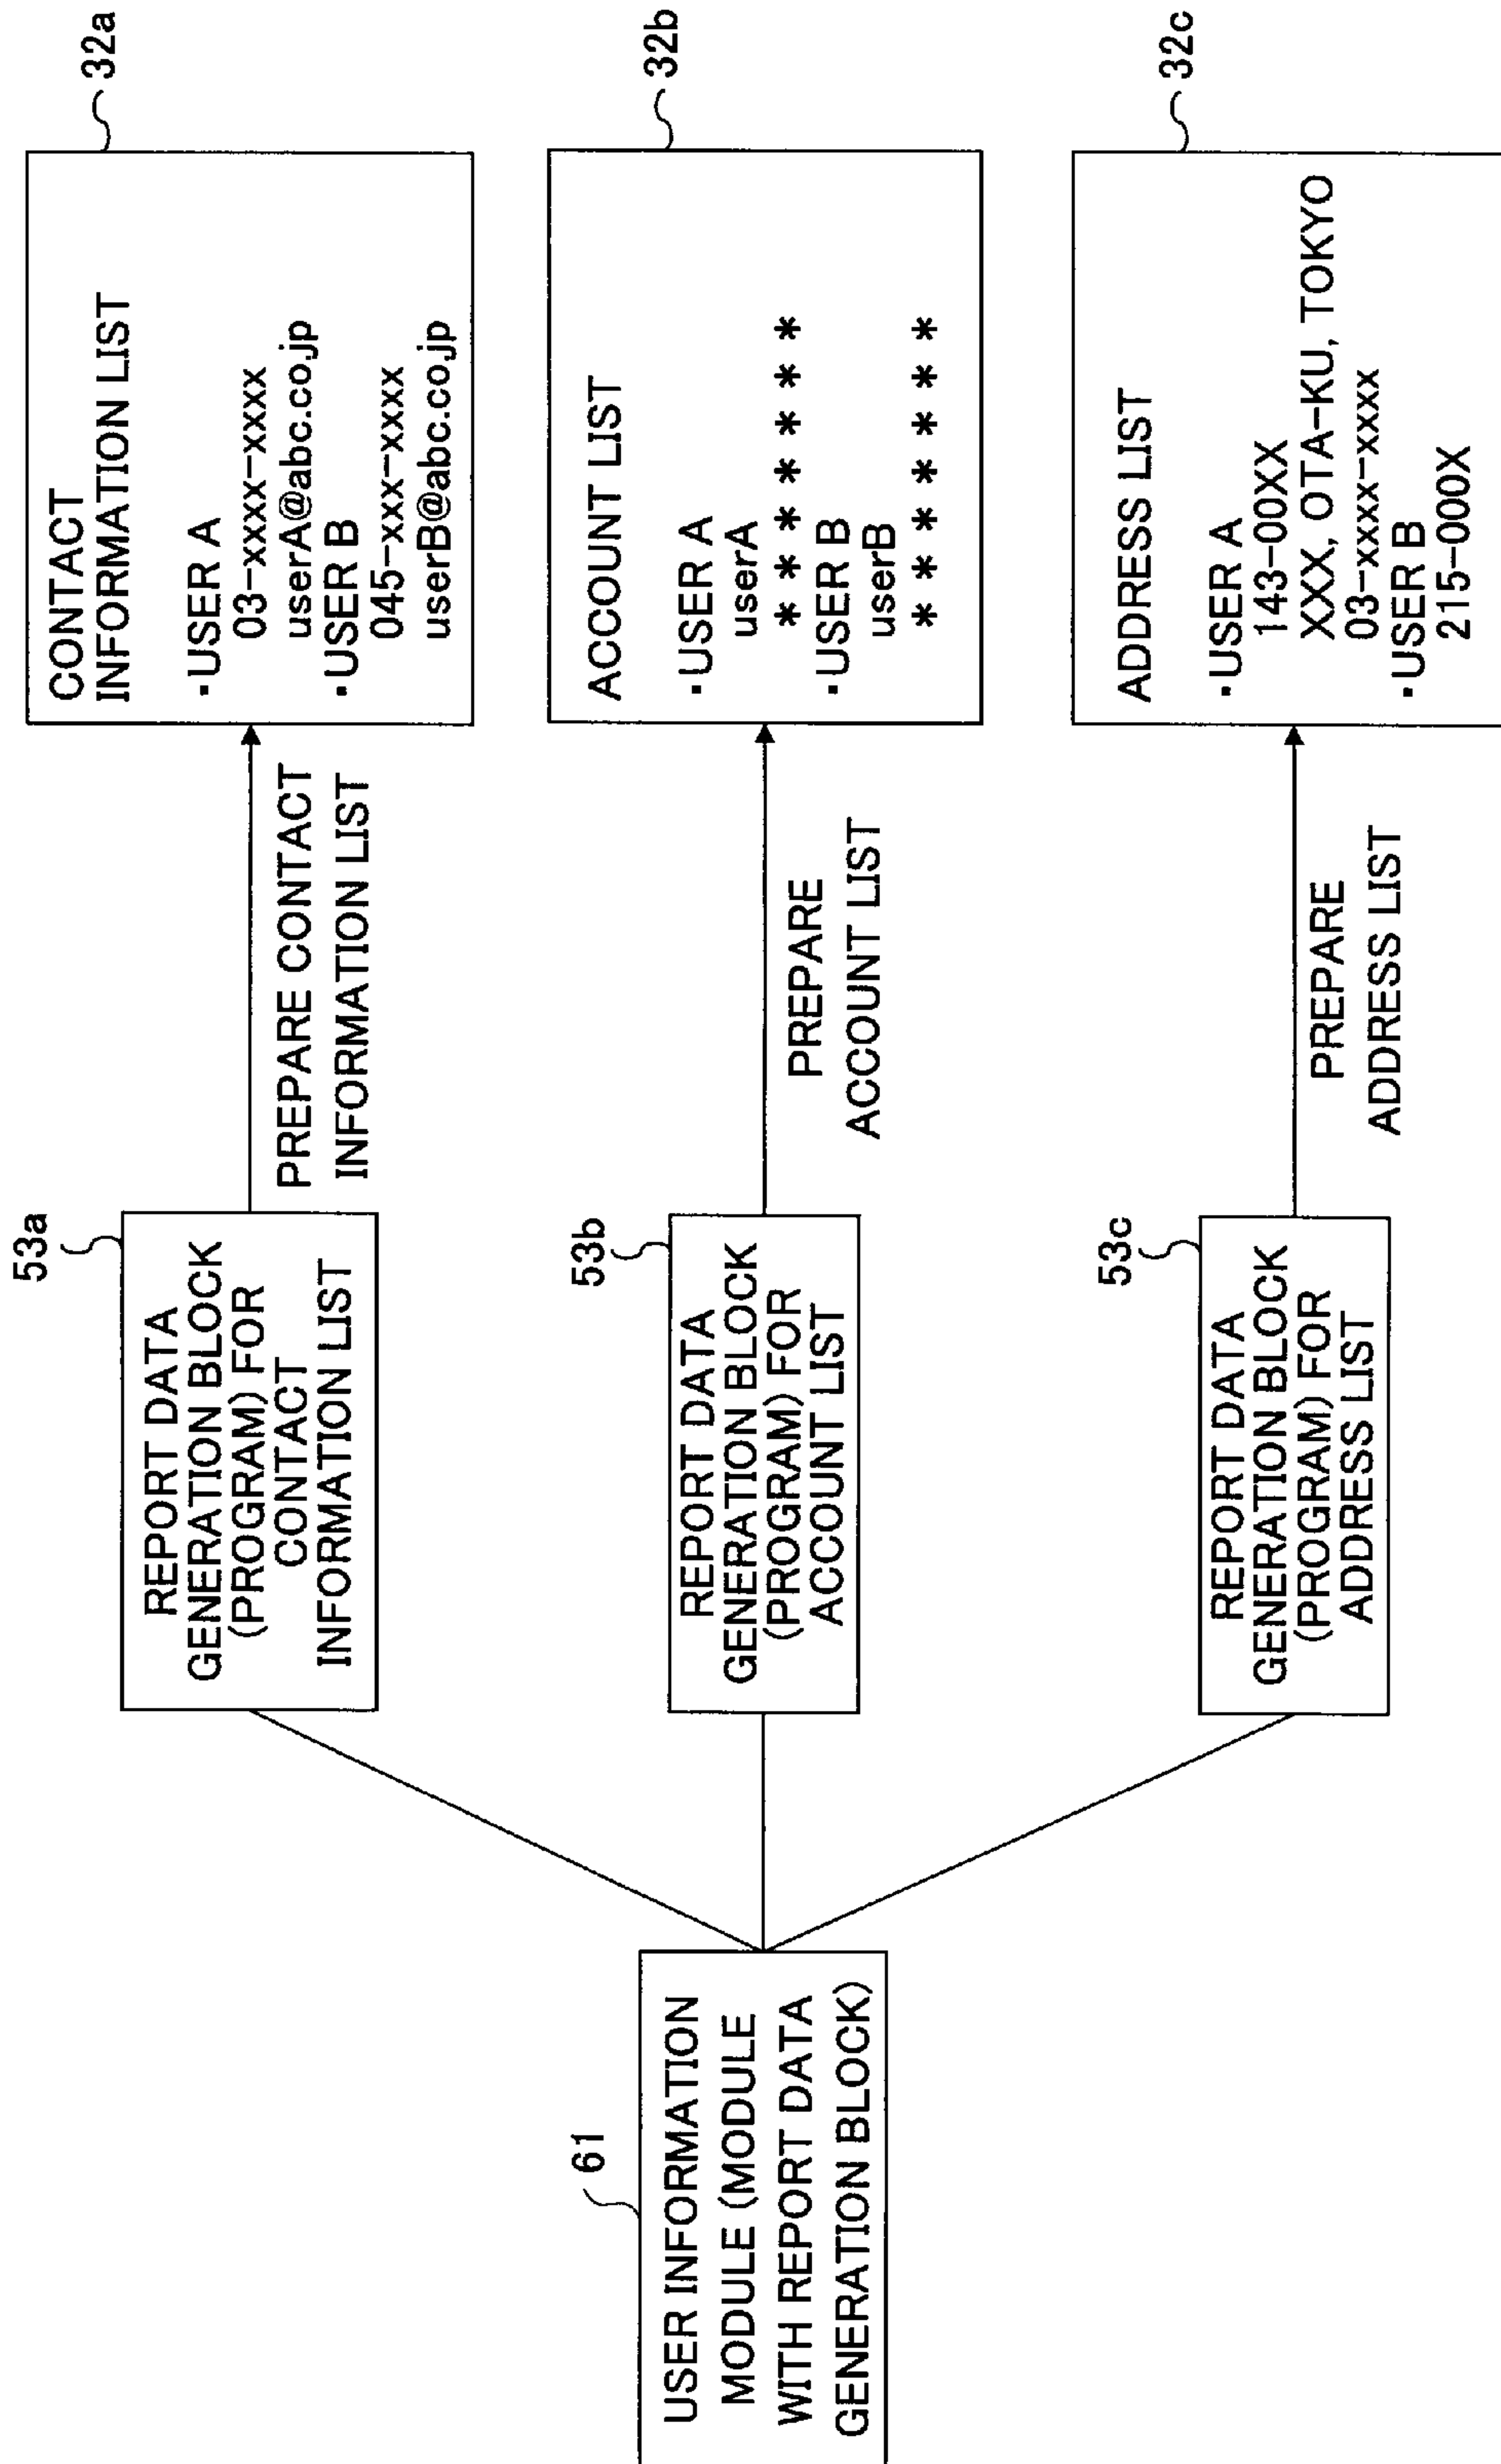 61
USER INFORMATION
MODULE (MODULE
WITH REPORT DATA
GENERATION BLOCK)
53a
REPORT DATA
GENERATION BLOCK
(PROGRAM) FOR
CONTACT
INFORMATION LIST
PREPARE CONTACT
INFORMATION LIST
32a
CONTACT
INFORMATION LIST
・USER A
03-xxxx-xxxx
userA@abc.co.jp
・USER B
045-xxx-xxxx
userB@abc.co.jp
53b
REPORT DATA
GENERATION BLOCK
(PROGRAM) FOR
ACCOUNT LIST
PREPARE
ACCOUNT LIST
32b
ACCOUNT LIST
・USER A
userA
* * * * * * *
・USER B
userB
* * * * * * *
53c
REPORT DATA
GENERATION BLOCK
(PROGRAM) FOR
ADDRESS LIST
PREPARE
ADDRESS LIST
32c
ADDRESS LIST
・USER A
143-00XX
XXX, OTA-KU, TOKYO
03-xxxx-xxxx
・USER B
215-000X